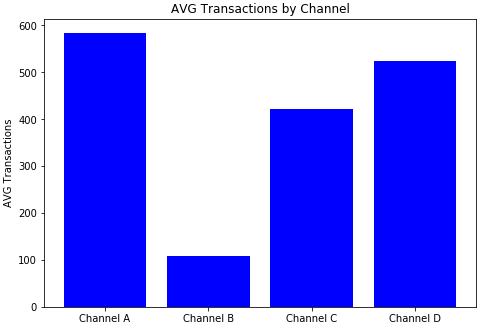 AVG Transactions by Channel
600
500
400
300
200
100
0
AVG Transactions
Channel A
Channel B
Channel C
Channel D